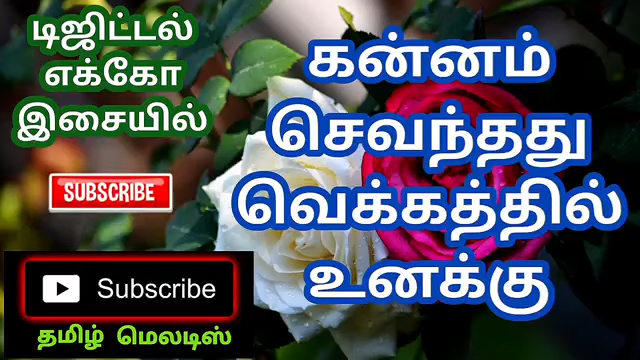 டிஜிட்டல்
எக்கோ
இசையில்
SUBSCRIBE
Subscribe
தமிழ் மெலடிஸ்
கன்னம்
செவந்தது
வெக்கத்தில்
உனக்கு